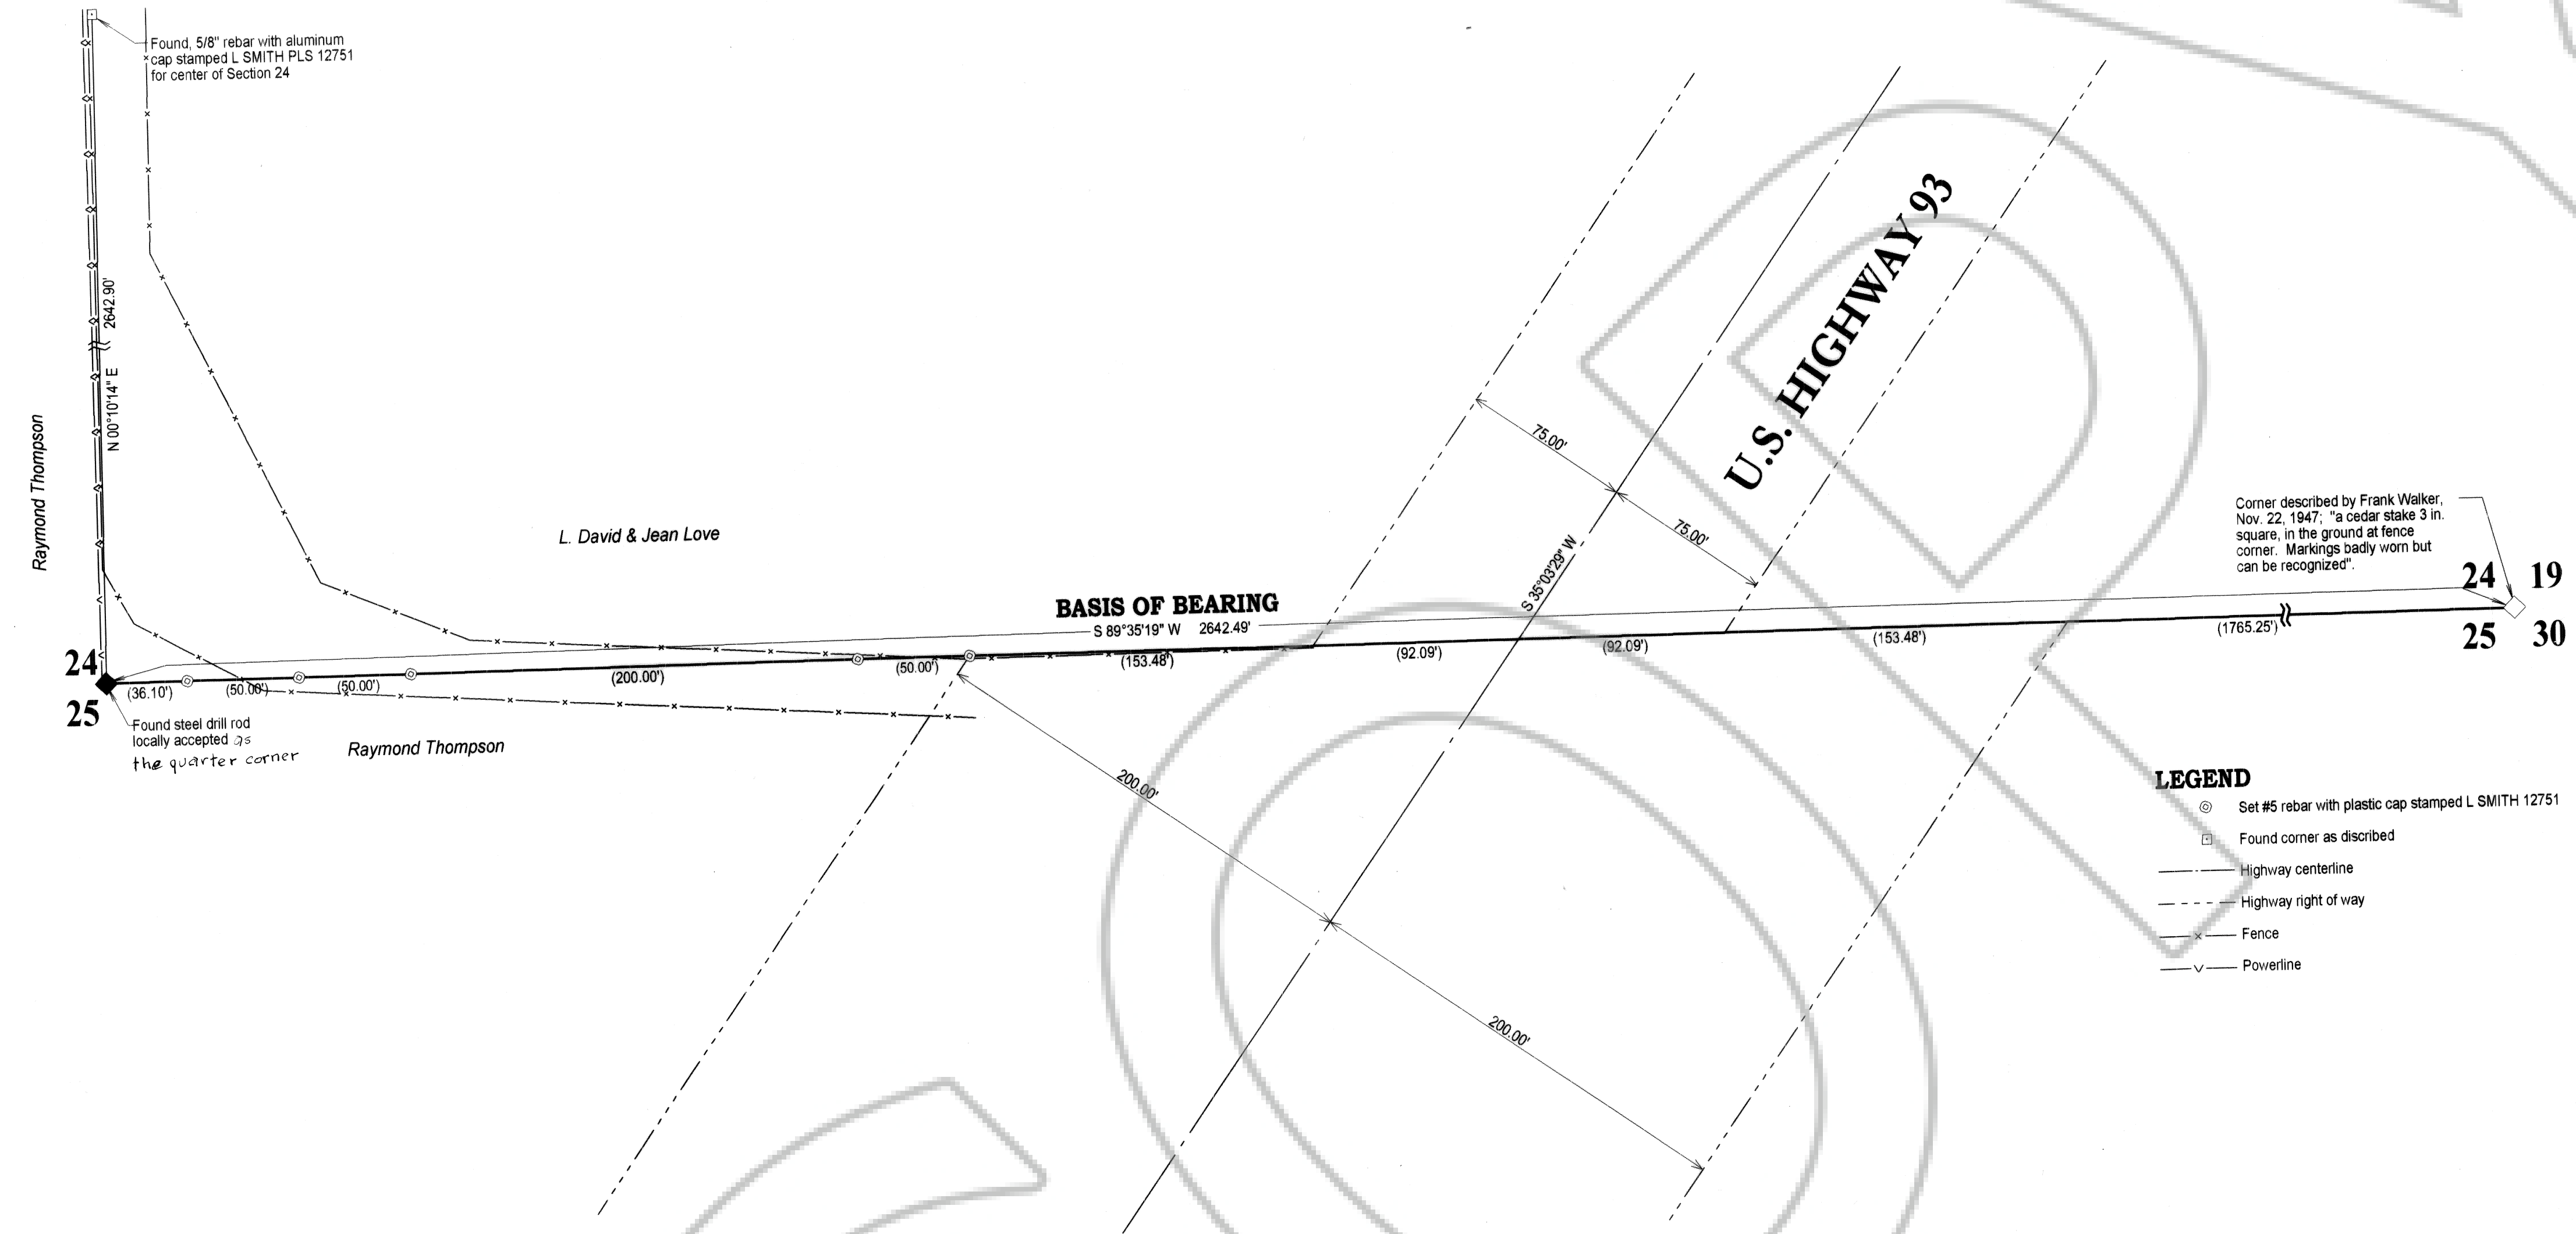 Found, 5/8" rebar with aluminum
cap stamped L SMITH PLS 12751
for center of Section 24
N 00°10'14" E 2642.90'
Raymond Thompson
L. David & Jean Love
U.S. HIGHWAY 93
75.00'
75.00'
S 35°03'29" W
BASIS OF BEARING
S 89°35'19" W 2642.49'
Corner described by Frank Walker,
Nov. 22, 1947; "a cedar stake 3 in.
square, in the ground at fence
corner. Markings badly worn but
can be recognized".
24 19
25 30
24
25
(36.10')
(50.00')
(50.00')
(200.00')
(50.00')
(153.48')
(92.09')
(92.09')
(153.48')
(1765.25')
Found steel drill rod
locally accepted as
the quarter corner
Raymond Thompson
200.00'
200.00'
LEGEND
Set #5 rebar with plastic cap stamped L SMITH 12751
Found corner as discribed
Highway centerline
Highway right of way
Fence
Powerline